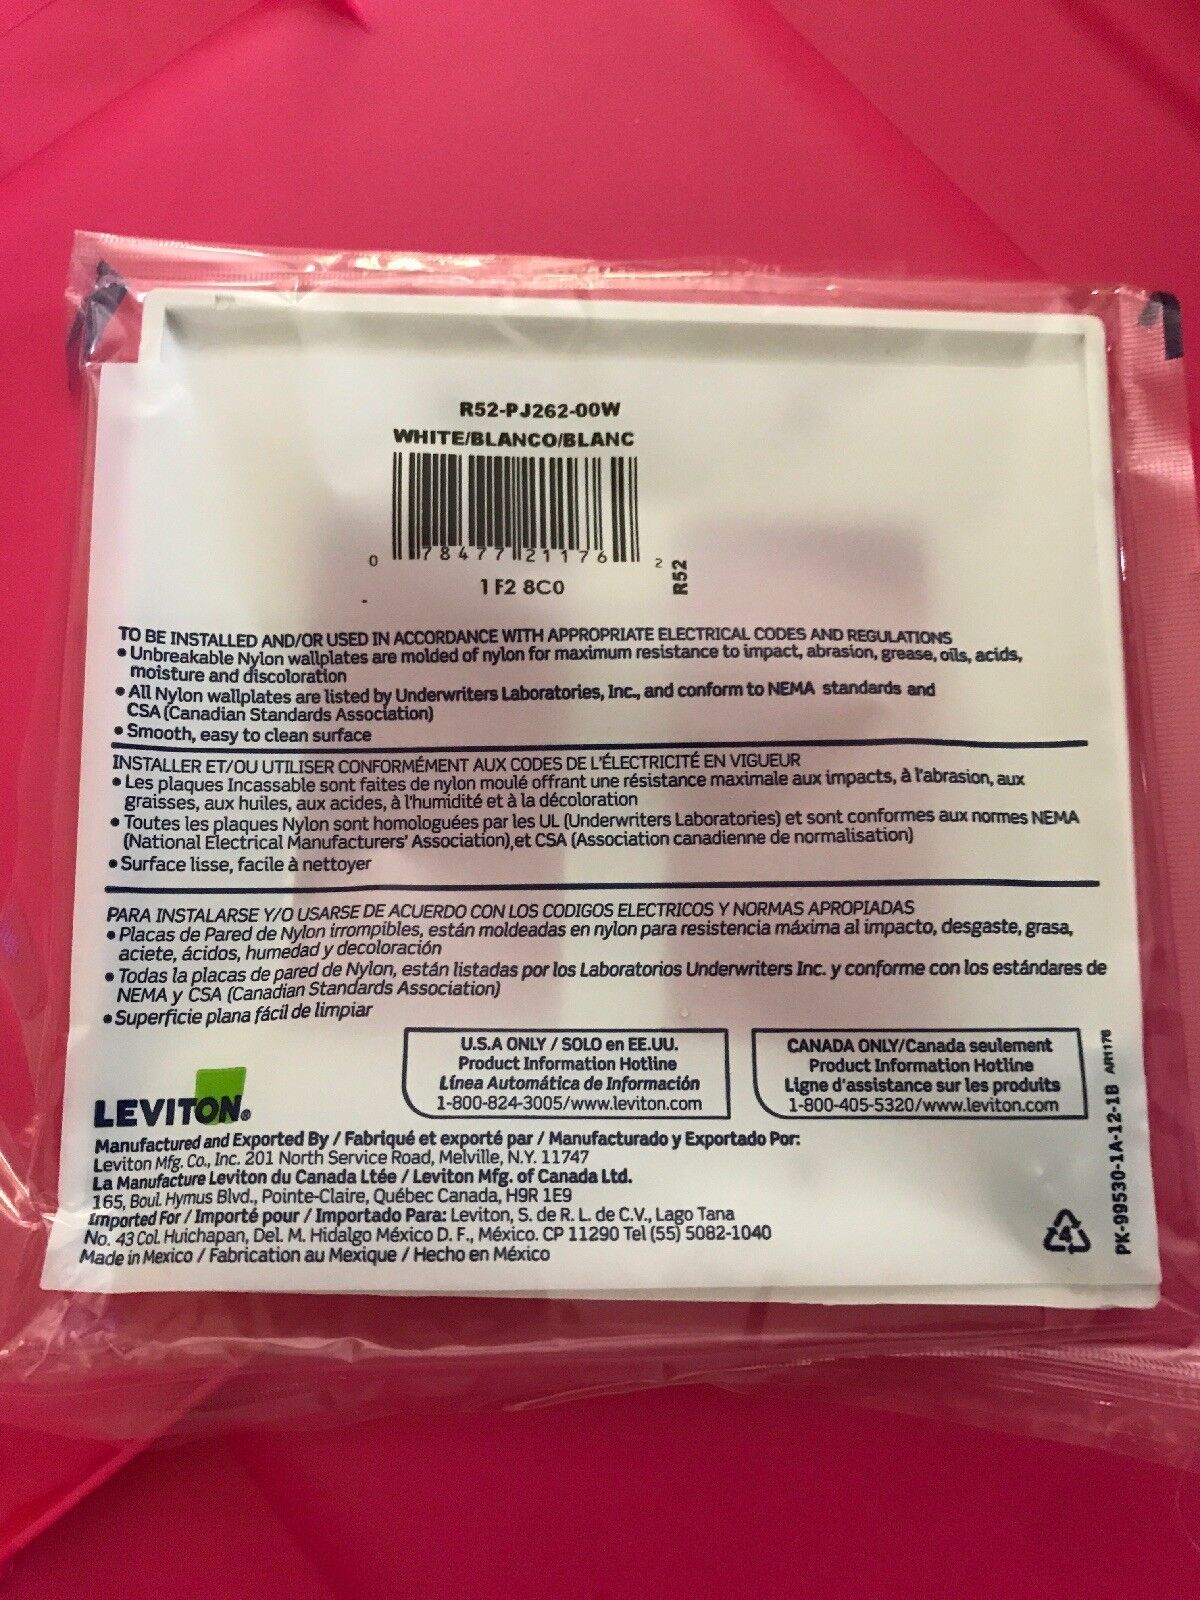 R52-PJ262-00W
WHITE/BLANCO/BLANC
0 78477 21176 2
R52
1F2 8C0
TO BE INSTALLED AND/OR USED IN ACCORDANCE WITH APPROPRIATE ELECTRICAL CODES AND REGULATIONS
• Unbreakable Nylon wallplates are molded of nylon for maximum resistance to impact, abrasion, grease, oils, acids,
moisture and discoloration
• All Nylon wallplates are listed by Underwriters Laboratories, Inc., and conform to NEMA standards and
CSA (Canadian Standards Association)
• Smooth, easy to clean surface
INSTALLER ET/OU UTILISER CONFORMÉMENT AUX CODES DE L'ÉLECTRICITÉ EN VIGUEUR
• Les plaques Incassable sont faites de nylon moulé offrant une résistance maximale aux impacts, à l'abrasion, aux
graisses, aux huiles, aux acides, à l'humidité et à la décoloration
• Toutes les plaques Nylon sont homologuées par les UL (Underwriters Laboratories) et sont conformes aux normes NEMA
(National Electrical Manufacturers' Association),et CSA (Association canadienne de normalisation)
• Surface lisse, facile à nettoyer
PARA INSTALARSE Y/O USARSE DE ACUERDO CON LOS CODIGOS ELECTRICOS Y NORMAS APROPIADAS
• Placas de Pared de Nylon irrompibles, están moldeadas en nylon para resistencia máxima al impacto, desgaste, grasa,
aciete, ácidos, humedad y decoloración
• Todas la placas de pared de Nylon, están listadas por los Laboratorios Underwriters Inc. y conforme con los estándares de
NEMA y CSA (Canadian Standards Association)
• Superficie plana fácil de limpiar
U.S.A ONLY / SOLO en EE.UU.
Product Information Hotline
Línea Automática de Información
1-800-824-3005/www.leviton.com
CANADA ONLY/Canada seulement
Product Information Hotline
Ligne d'assistance sur les produits
1-800-405-5320/www.leviton.com
LEVITON®
Manufactured and Exported By / Fabriqué et exporté par / Manufacturado y Exportado Por:
Leviton Mfg. Co., Inc. 201 North Service Road, Melville, N.Y. 11747
La Manufacture Leviton du Canada Ltée / Leviton Mfg. of Canada Ltd.
165, Boul. Hymus Blvd., Pointe-Claire, Québec Canada, H9R 1E9
Imported For / Importé pour / Importado Para: Leviton, S. de R. L. de C.V., Lago Tana
No. 43 Col. Huichapan, Del. M. Hidalgo México D. F., México. CP 11290 Tel (55) 5082-1040
Made in Mexico / Fabrication au Mexique / Hecho en México
4
PK-99530-1A-12-1B AR1176